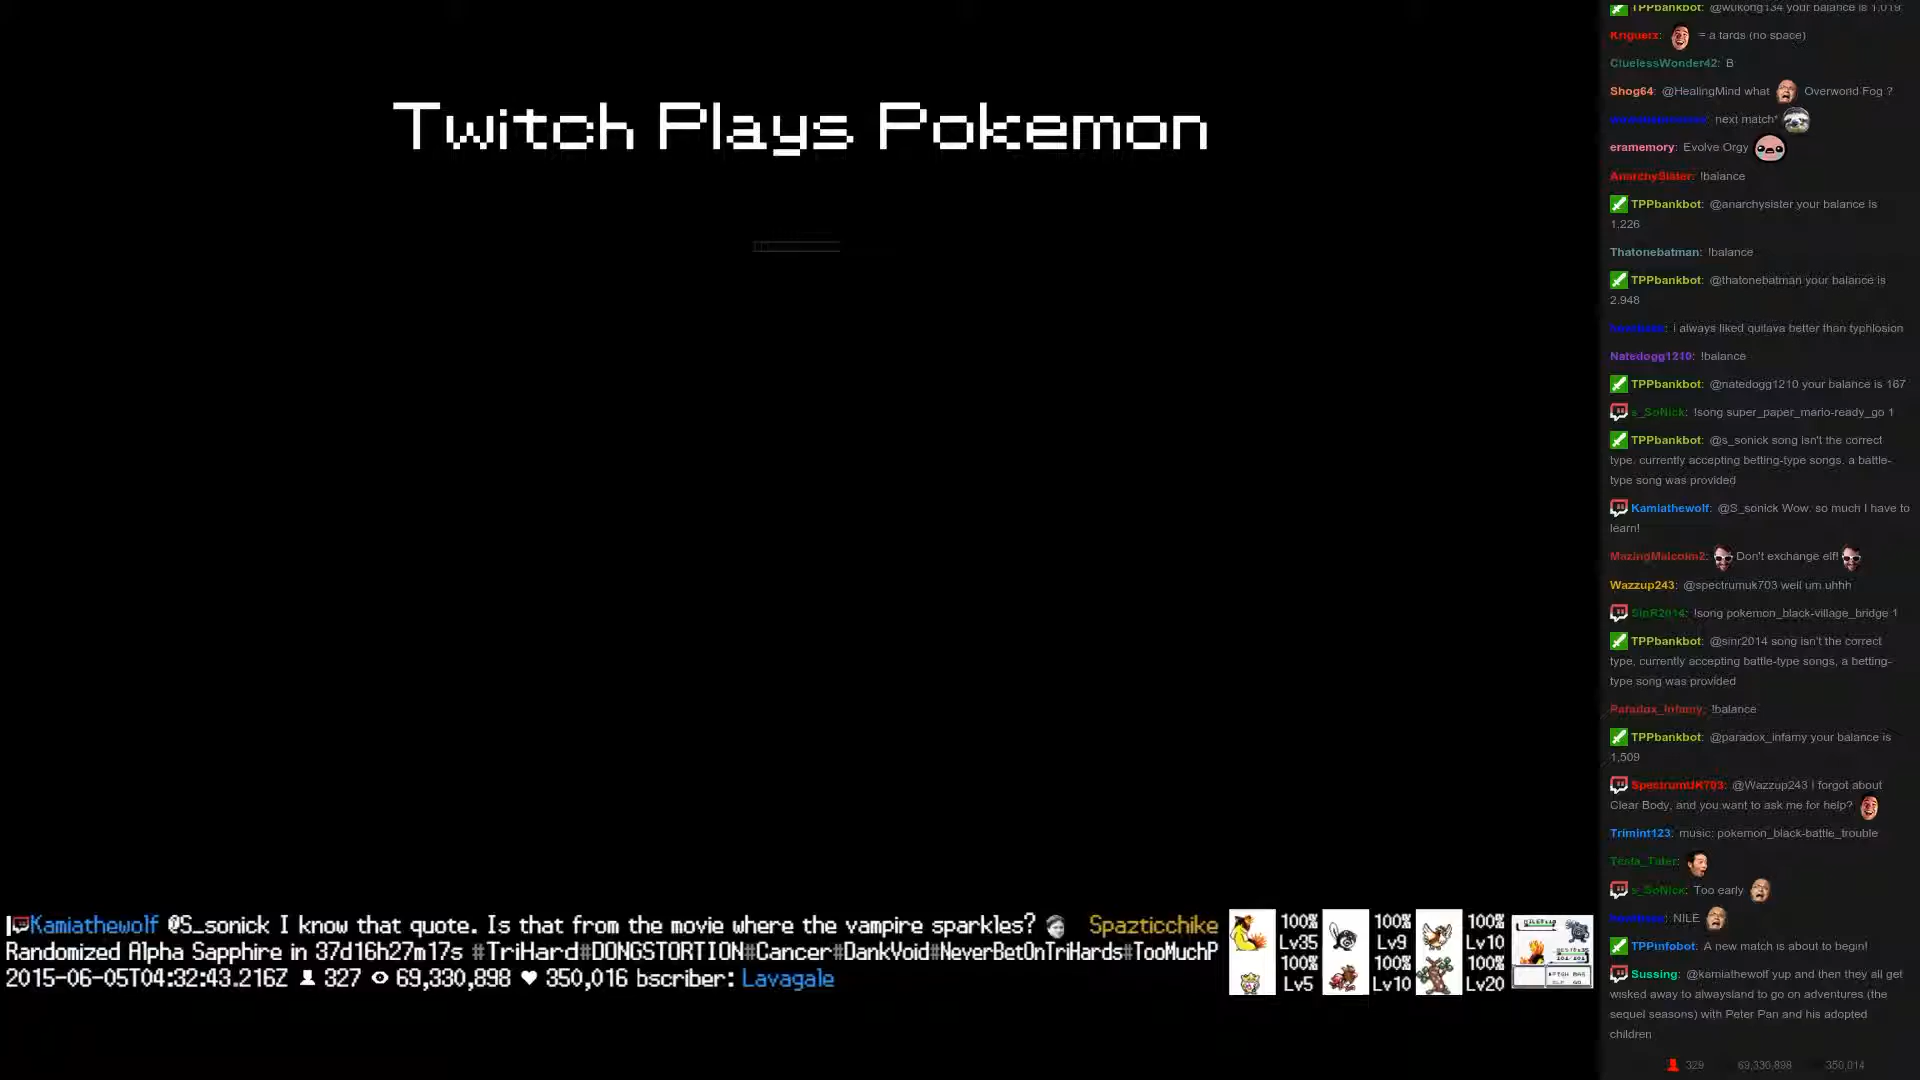 Twitch Plays Pokemon
Kamiathewolf @S_sonick I know that quote. Is that from the movie where the vampire sparkles? Spazticchike
Randomized Alpha Sapphire in 37d16h27m17s #TriHard#DONGSTORTION#Cancer#DankVoid#NeverBetOnTriHards#TooMuchP
2015-06-05T04:32:43.216Z 327 69,330,898 350,016 bscriber: Lavagale
100% 100% 100%
Lv35 Lv9 Lv10
100% 100% 100%
Lv5 Lv10 Lv20
TPPbankbot: @wukong134 your balance is 1,019
Kriguerx: = a tards (no space)
CluelessWonder42: B
Shog64: @HealingMind what Overworld Fog ?
next match*
eramemory: Evolve Orgy
AnarchySister: !balance
TPPbankbot: @anarchysister your balance is
1,226
Thatonebatman: !balance
TPPbankbot: @thatonebatman your balance is
2,948
i always liked quilava better than typhlosion
Natedogg1210: !balance
TPPbankbot: @natedogg1210 your balance is 167
s_SoNick: !song super_paper_mario-ready_go 1
TPPbankbot: @s_sonick song isn't the correct
type. currently accepting betting-type songs. a battle-
type song was provided
Kamiathewolf: @S_sonick Wow. so much I have to
learn!
MazingMalcolm2: Don't exchange elf!
Wazzup243: @spectrumuk703 well um uhhh
SinR2014: !song pokemon_black-village_bridge 1
TPPbankbot: @sinr2014 song isn't the correct
type, currently accepting battle-type songs, a betting-
type song was provided
Paradox_Infamy: !balance
TPPbankbot: @paradox_infamy your balance is
1,509
SpectrumUK703: @Wazzup243 I forgot about
Clear Body, and you want to ask me for help?
Trimint123: music: pokemon_black-battle_trouble
Tesla_Tater:
s_SoNick: Too early
NILE
TPPinfobot: A new match is about to begin!
Sussing: @kamiathewolf yup and then they all get
wisked away to alwaysland to go on adventures (the
sequel seasons) with Peter Pan and his adopted
children
329 69,330,898 350,014